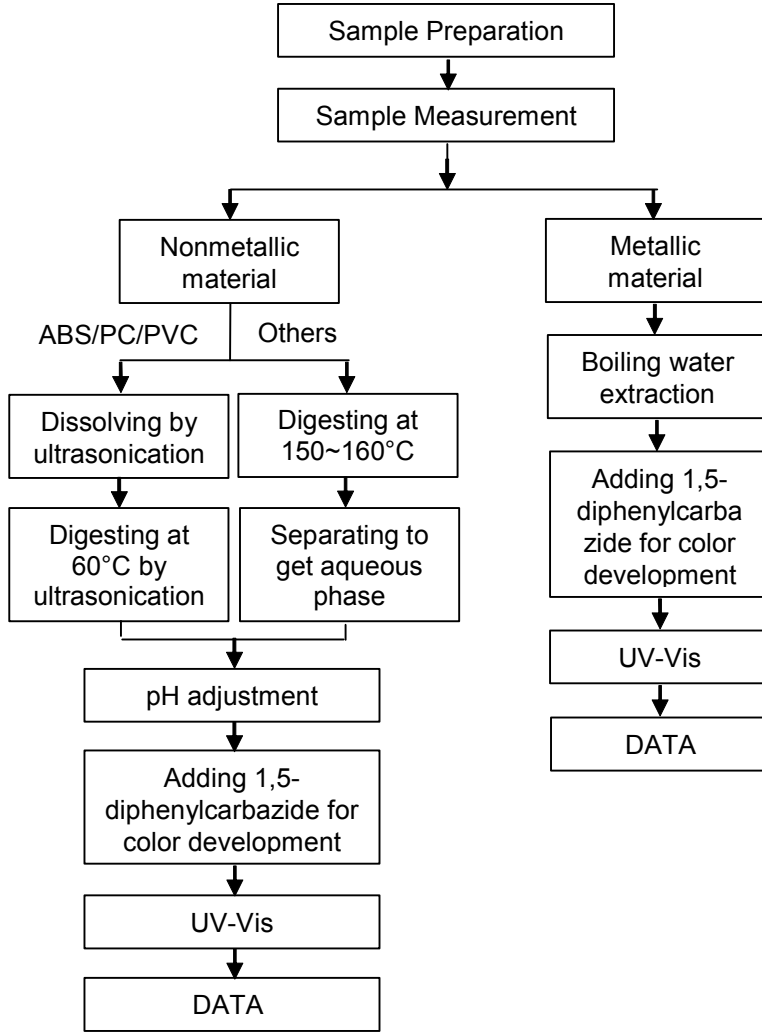 Sample Preparation
Sample Measurement
Nonmetallic
material
Metallic
material
ABS/PC/PVC
Others
Boiling water
extraction
Dissolving by
ultrasonication
Digesting at
150~160°C
Adding 1,5-
diphenylcarba
zide for color
development
Digesting at
60°C by
ultrasonication
Separating to
get aqueous
phase
UV-Vis
pH adjustment
DATA
Adding 1,5-
diphenylcarbazide for
color development
UV-Vis
DATA